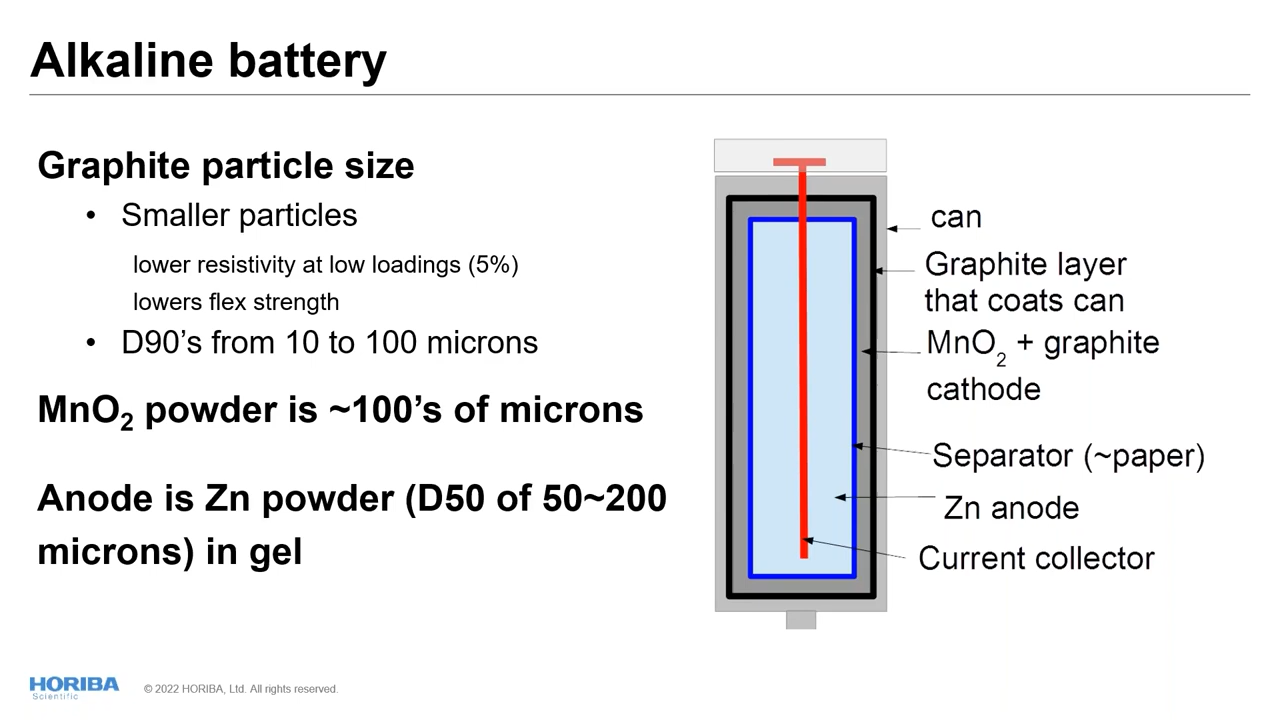 Alkaline battery
Graphite particle size
• Smaller particles
lower resistivity at low loadings (5%)
lowers flex strength
• D90’s from 10 to 100 microns
MnO2 powder is ~100’s of microns
Anode is Zn powder (D50 of 50~200
microns) in gel
can
Graphite layer
that coats can
MnO2 + graphite
cathode
Separator (~paper)
Zn anode
Current collector
HORIBA
Scientific
© 2022 HORIBA, Ltd. All rights reserved.